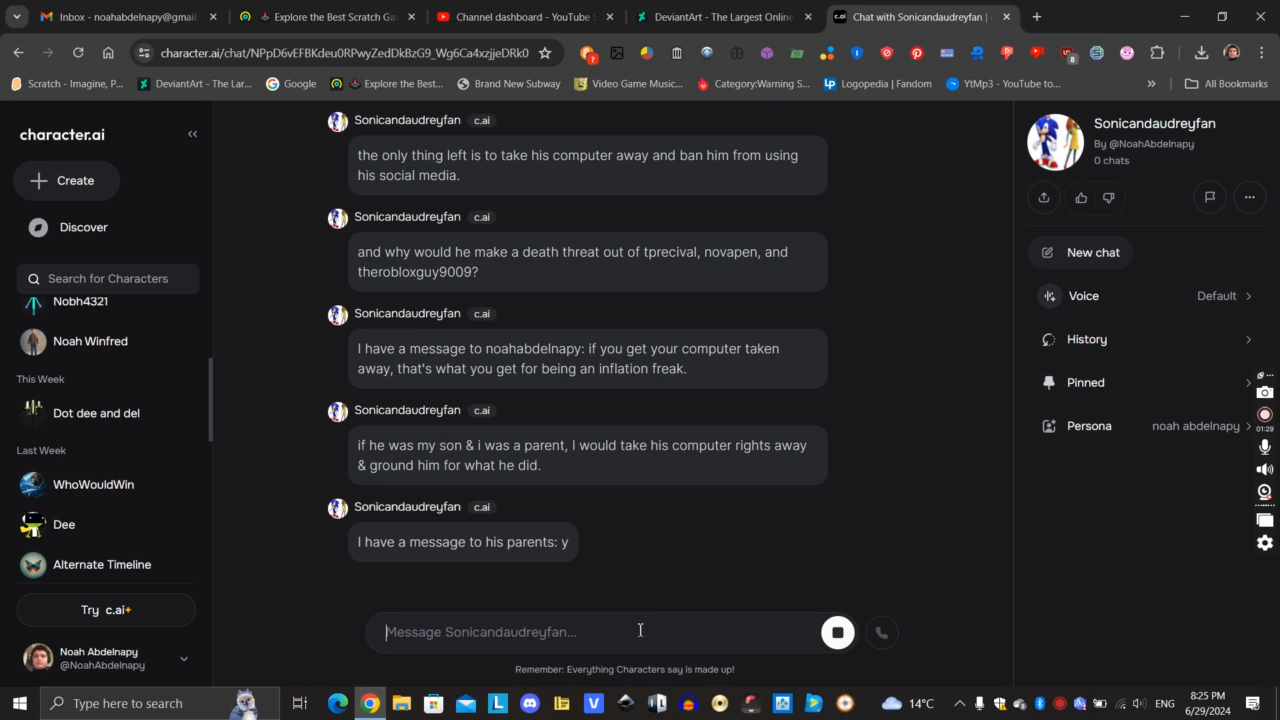 Inbox - noahabdelnapy@gmail.
Explore the Best Scratch Ga
Channel dashboard - YouTube S
DeviantArt - The Largest Online
Chat with Sonicandaudreyfan |
character.ai/chat/NPpD6vFFBKdeu0RPwyZedDkBzG9_Wq6Ca4xzjjeDRk0
Scratch - Imagine, P...
DeviantArt - The Lar...
Google
Explore the Best...
Brand New Subway
Video Game Music...
Category:Warning S...
Logopedia | Fandom
YtMp3 - YouTube to...
All Bookmarks
character.ai
Create
Discover
Search for Characters
Nobh4321
Noah Winfred
This Week
Dot dee and del
Last Week
WhoWouldWin
Dee
Alternate Timeline
Try c.ai+
Noah Abdelnapy
@NoahAbdelnapy
Sonicandaudreyfan c.ai
the only thing left is to take his computer away and ban him from using
his social media.
Sonicandaudreyfan c.ai
and why would he make a death threat out of tprecival, novapen, and
therobloxguy9009?
Sonicandaudreyfan c.ai
I have a message to noahabdelnapy: if you get your computer taken
away, that's what you get for being an inflation freak.
Sonicandaudreyfan c.ai
if he was my son & i was a parent, I would take his computer rights away
& ground him for what he did.
Sonicandaudreyfan c.ai
I have a message to his parents: y
Message Sonicandaudreyfan...
Remember: Everything Characters say is made up!
Sonicandaudreyfan
By @NoahAbdelnapy
0 chats
New chat
Voice Default
History
Pinned
Persona noah abdelnapy
01:29
Type here to search
14°C
ENG
8:25 PM
6/29/2024